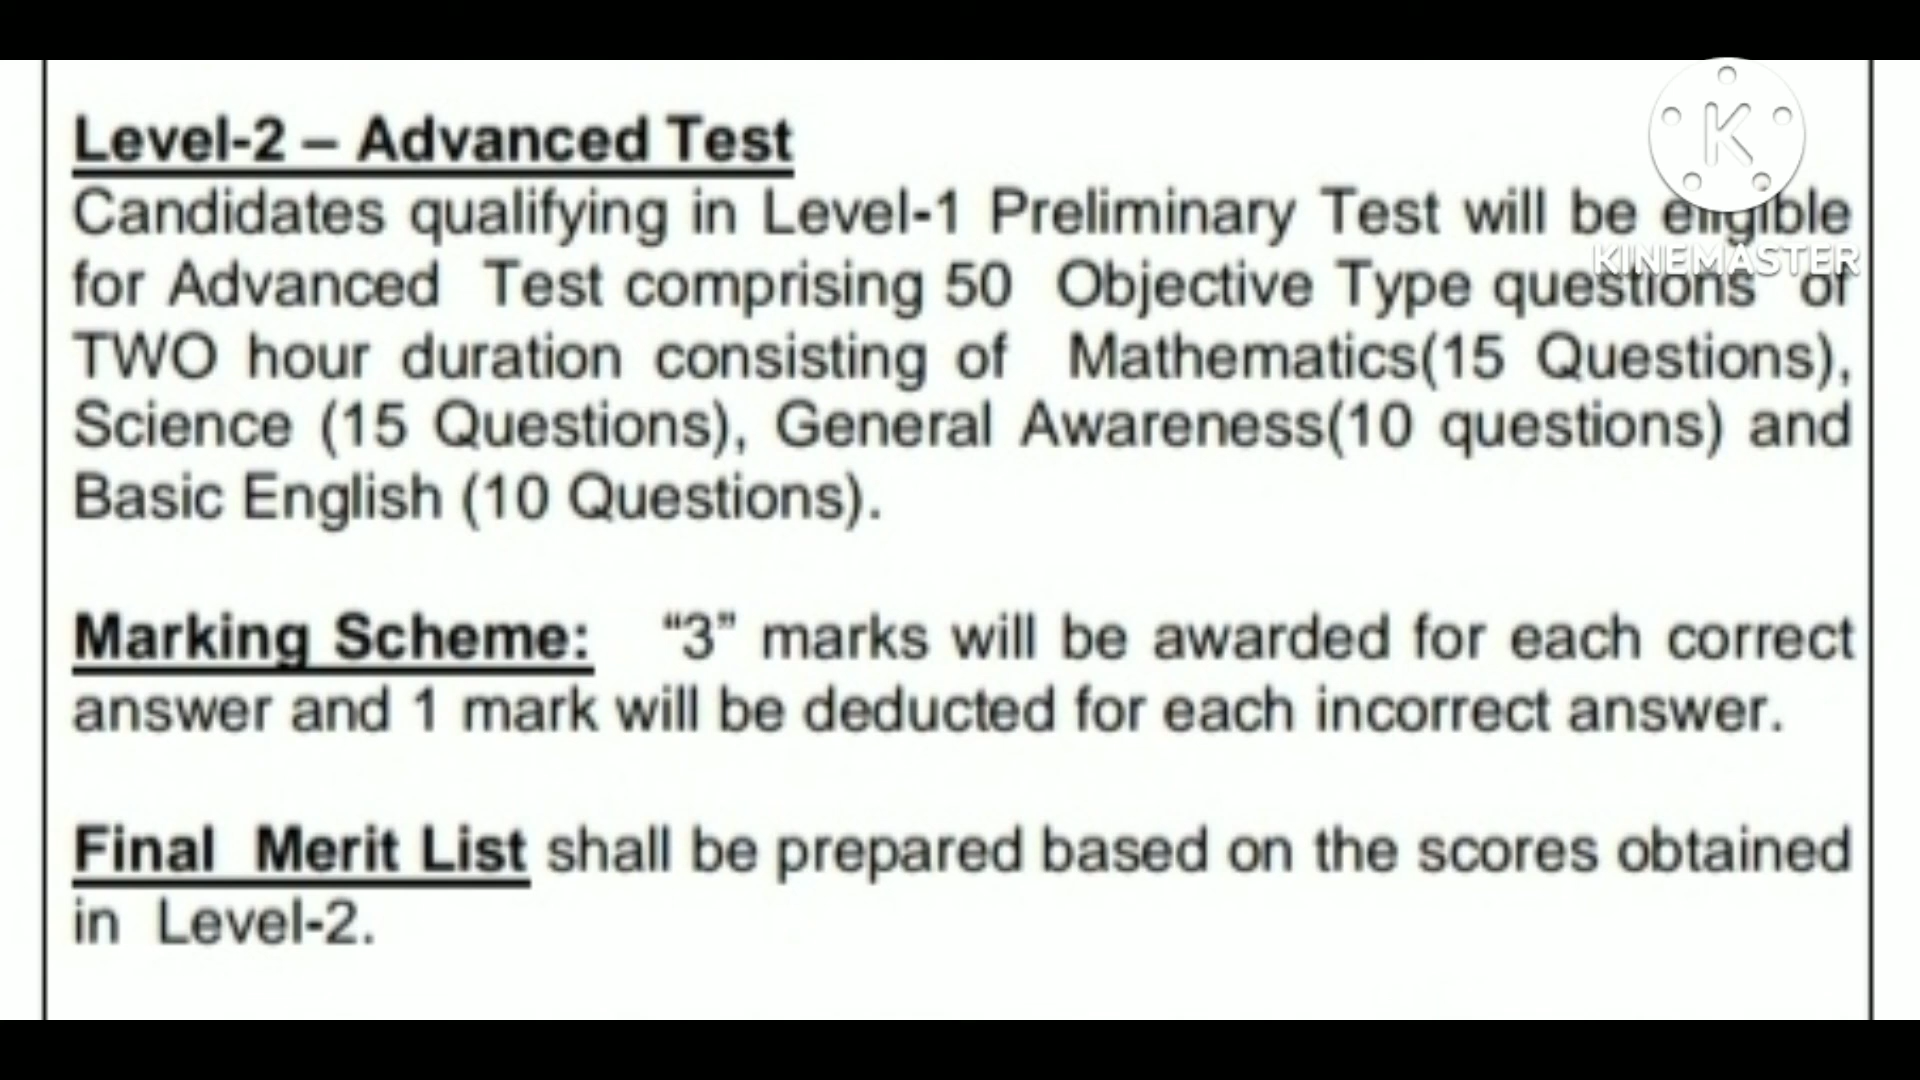 Level-2 – Advanced Test
Candidates qualifying in Level-1 Preliminary Test will be eligible
for Advanced Test comprising 50 Objective Type questions of
TWO hour duration consisting of Mathematics(15 Questions),
Science (15 Questions), General Awareness(10 questions) and
Basic English (10 Questions).
Marking Scheme: “3” marks will be awarded for each correct
answer and 1 mark will be deducted for each incorrect answer.
Final Merit List shall be prepared based on the scores obtained
in Level-2.
K
KINEMASTER